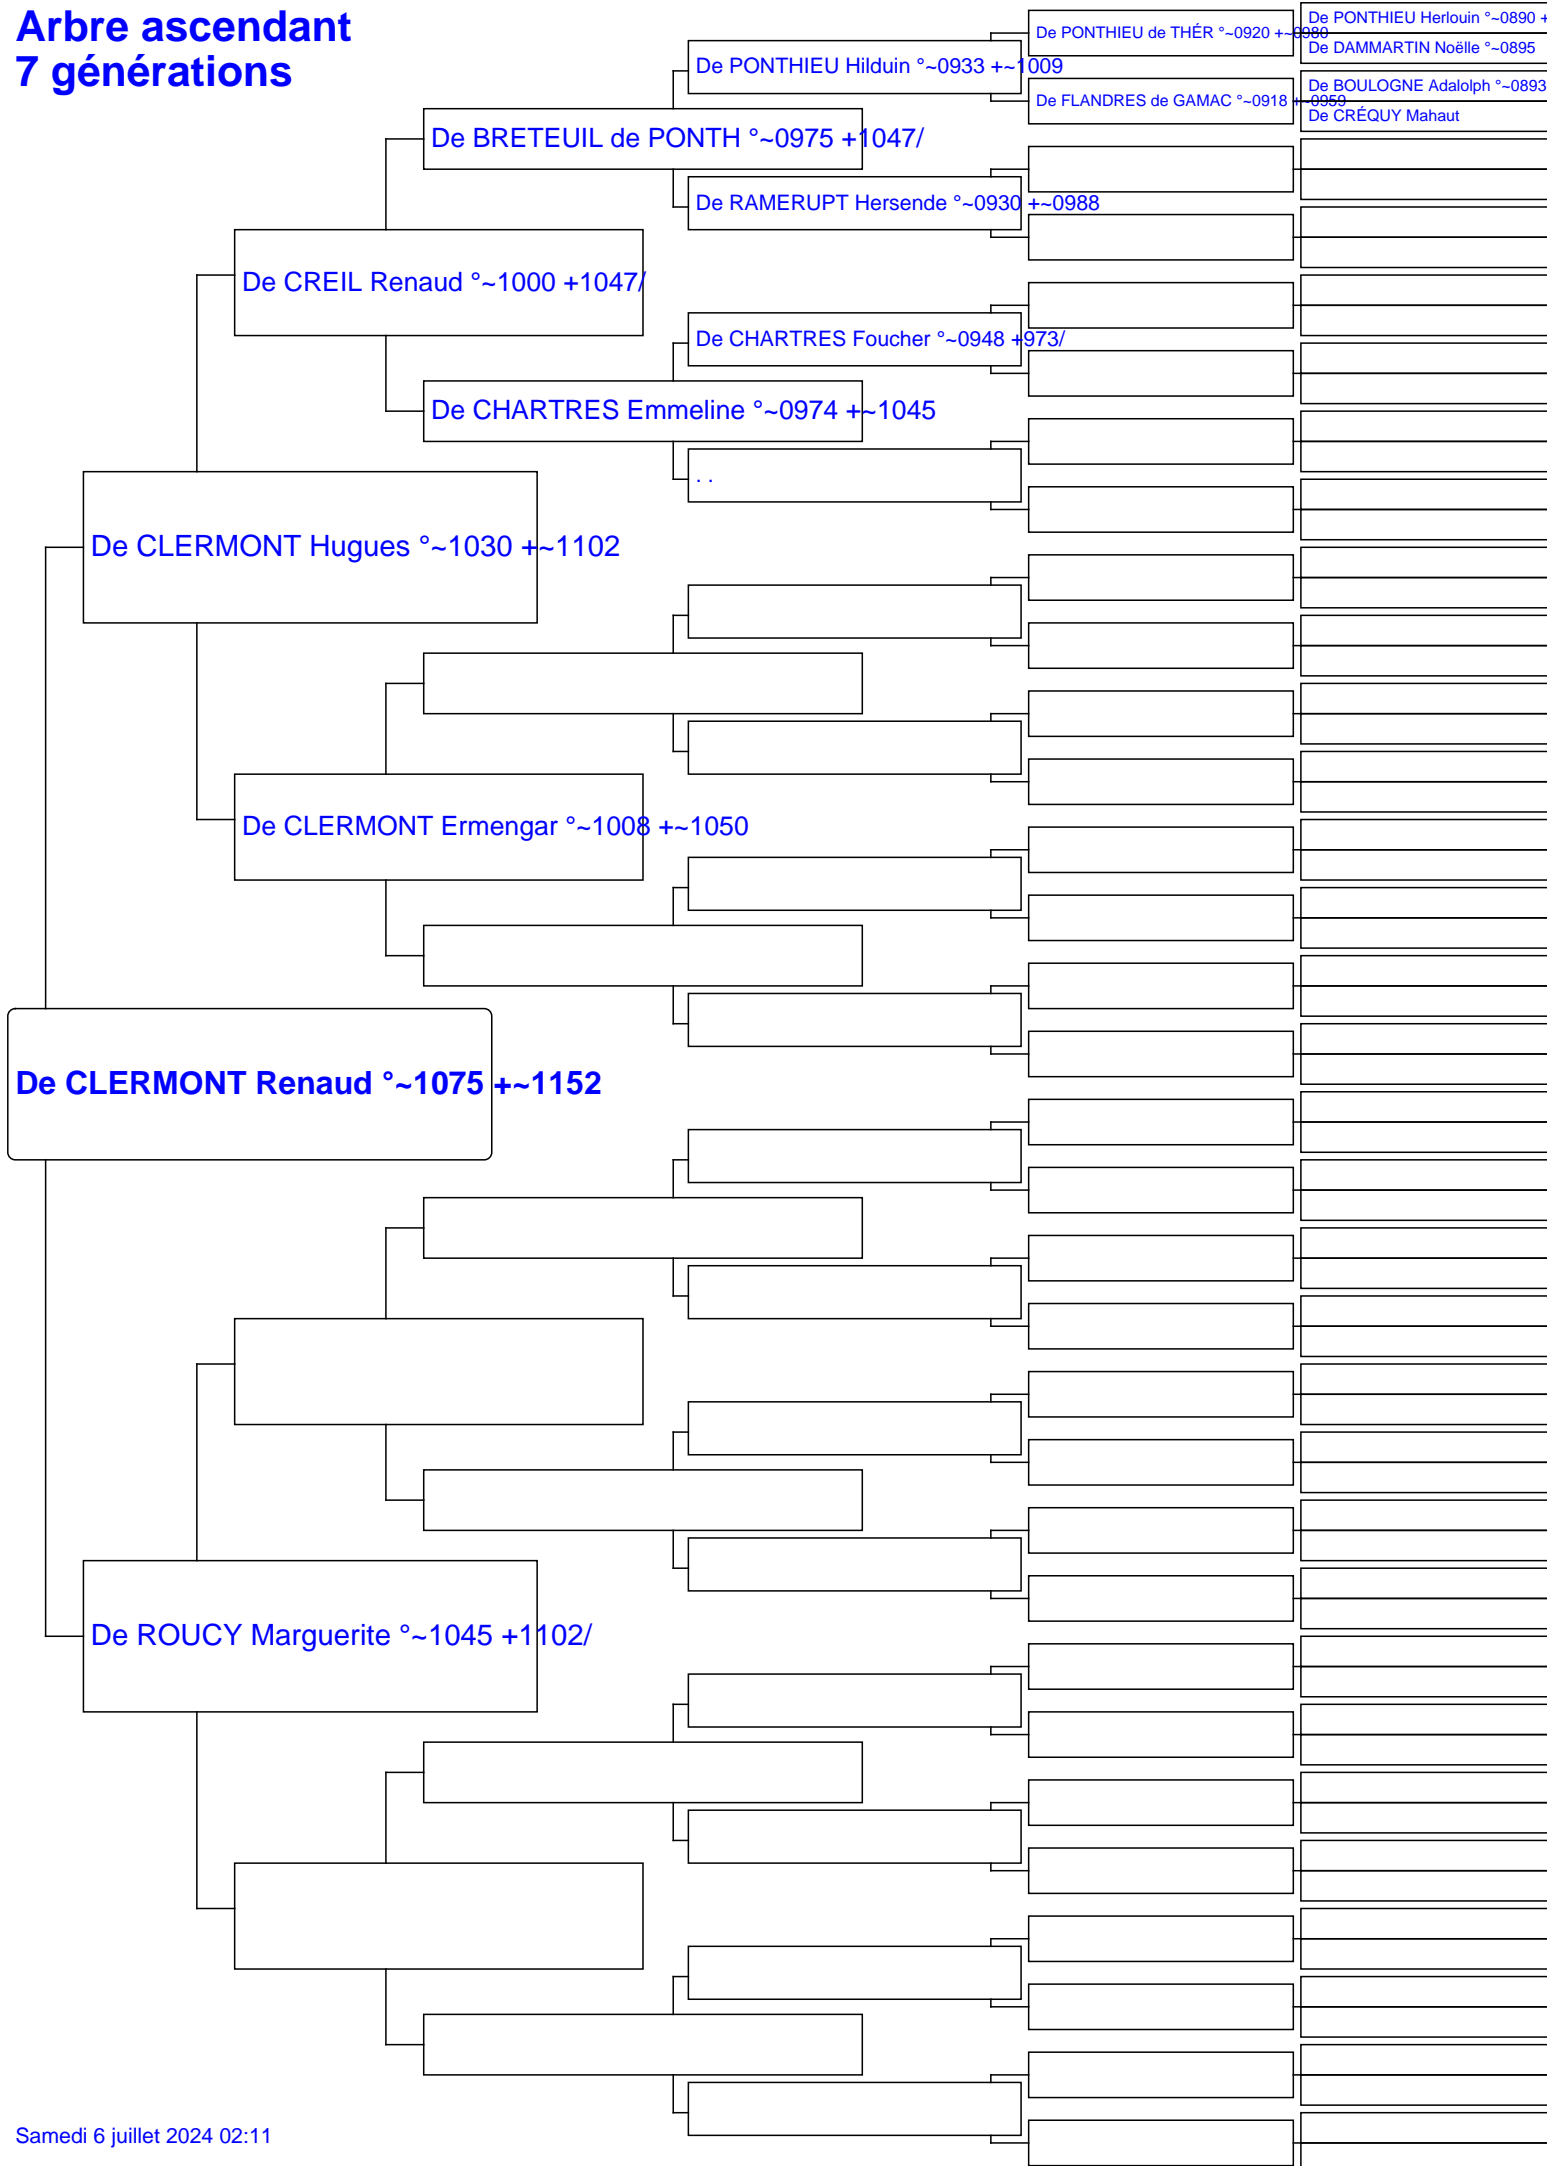 Arbre ascendant
7 générations
De PONTHIEU de THÉR °~0920 +~0980
De PONTHIEU Herlouin °~0890 +
De DAMMARTIN Noëlle °~0895
De PONTHIEU Hilduin °~0933 +~1009
De FLANDRES de GAMAC °~0918 +~0959
De BOULOGNE Adalolph °~0893
De CRÉQUY Mahaut
De BRETEUIL de PONTH °~0975 +1047/
De RAMERUPT Hersende °~0930 +~0988
De CREIL Renaud °~1000 +1047/
De CHARTRES Foucher °~0948 +973/
De CHARTRES Emmeline °~0974 +~1045
. .
De CLERMONT Hugues °~1030 +~1102
De CLERMONT Ermengar °~1008 +~1050
De CLERMONT Renaud °~1075 +~1152
De ROUCY Marguerite °~1045 +1102/
Samedi 6 juillet 2024 02:11